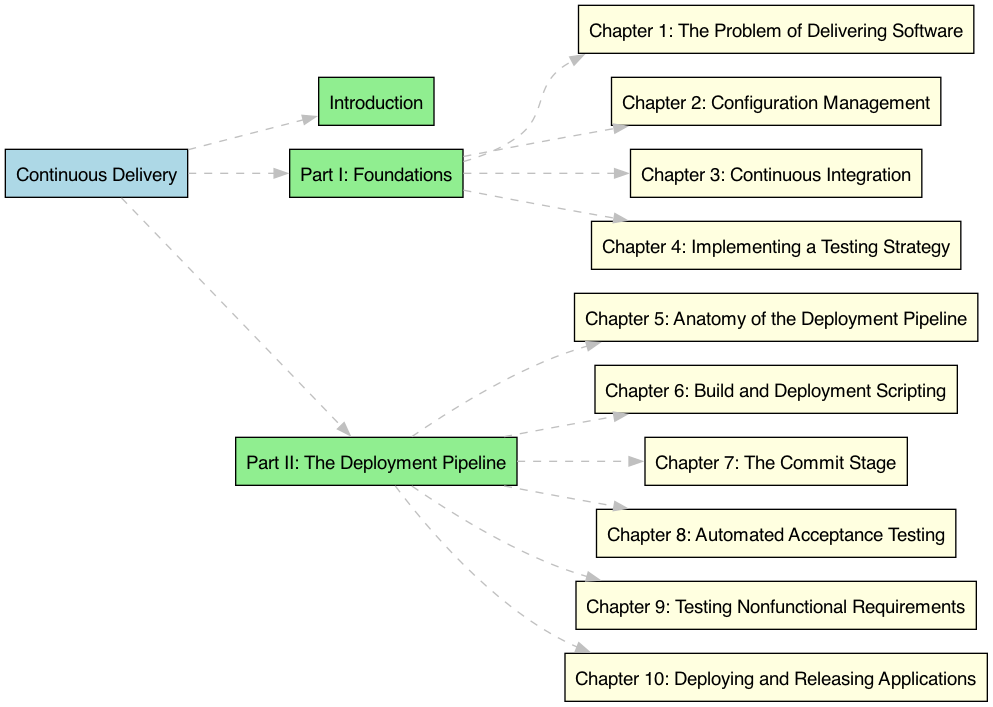 Continuous Delivery
Introduction
Part I: Foundations
Chapter 1: The Problem of Delivering Software
Chapter 2: Configuration Management
Chapter 3: Continuous Integration
Chapter 4: Implementing a Testing Strategy
Part II: The Deployment Pipeline
Chapter 5: Anatomy of the Deployment Pipeline
Chapter 6: Build and Deployment Scripting
Chapter 7: The Commit Stage
Chapter 8: Automated Acceptance Testing
Chapter 9: Testing Nonfunctional Requirements
Chapter 10: Deploying and Releasing Applications